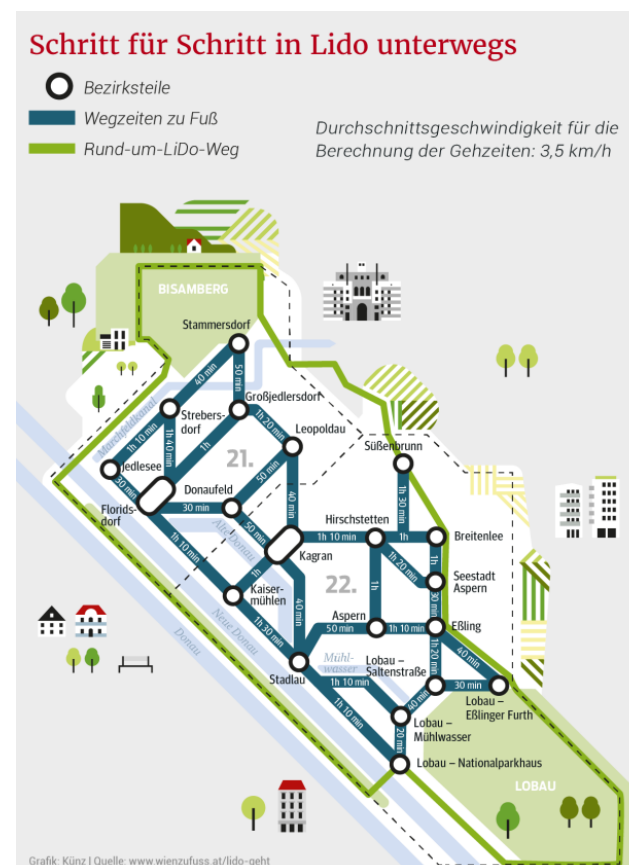 Schritt für Schritt in Lido unterwegs
Bezirksteile
Wegzeiten zu Fuß
Rund-um-LiDo-Weg
Durchschnittsgeschwindigkeit für die
Berechnung der Gehzeiten: 3,5 km/h
BISAMBERG
Stammersdorf
40 min
50 min
Großjedlersdorf
Marchfeldkanal
Strebers-
dorf
1h 20 min
Leopoldau
1h 10 min
1h 40 min
1h
21.
Süßenbrunn
Jedlesee
50 min
30 min
Donaufeld
40 min
1h 30 min
Florids-
dorf
30 min
50 min
Alte Donau
Hirschstetten
Breitenlee
1h 10 min
1h
Kagran
1h 10 min
1h 20 min
1h
Seestadt
Aspern
1h
22.
1h
Kaiser-
mühlen
40 min
30 min
Aspern
Eßling
50 min
1h 10 min
Neue Donau
1h 30 min
Donau
Mühl-
wasser
Lobau –
Saltenstraße
1h 20 min
40 min
Stadlau
1h 10 min
40 min
30 min
Lobau –
Eßlinger Furth
1h 10 min
Lobau –
Mühlwasser
20 min
Lobau – Nationalparkhaus
LOBAU
Grafik: Künz | Quelle: www.wienzufuss.at/lido-geht